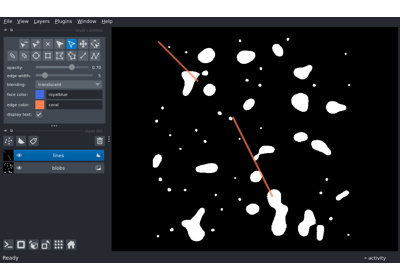 File View Layers Plugins Window Help
opacity: 0.70
edge width: 5
blending: translucent
face color: royalblue
edge color: coral
display text:
lines
blobs
Ready
activity